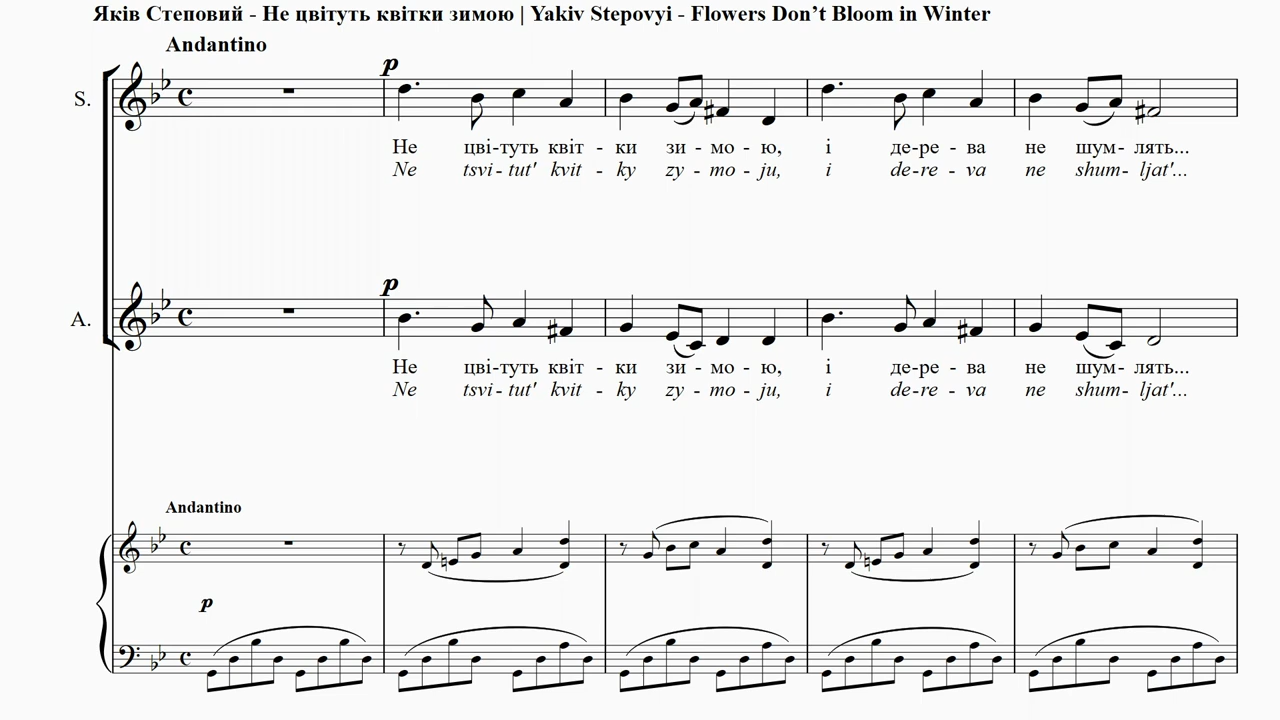 Яків Степовий - Не цвітуть квітки зимою | Yakiv Stepovyi - Flowers Don’t Bloom in Winter
Andantino
p
S.
Не цві-туть квіт - ки зи - мо - ю, і де-ре - ва не шум- лять...
Ne tsvi - tut' kvit - ky zy - mo - ju, i de-re - va ne shum- ljat'...
p
A.
Не цві-туть квіт - ки зи - мо - ю, і де-ре - ва не шум- лять...
Ne tsvi - tut' kvit - ky zy - mo - ju, i de-re - va ne shum- ljat'...
Andantino
p